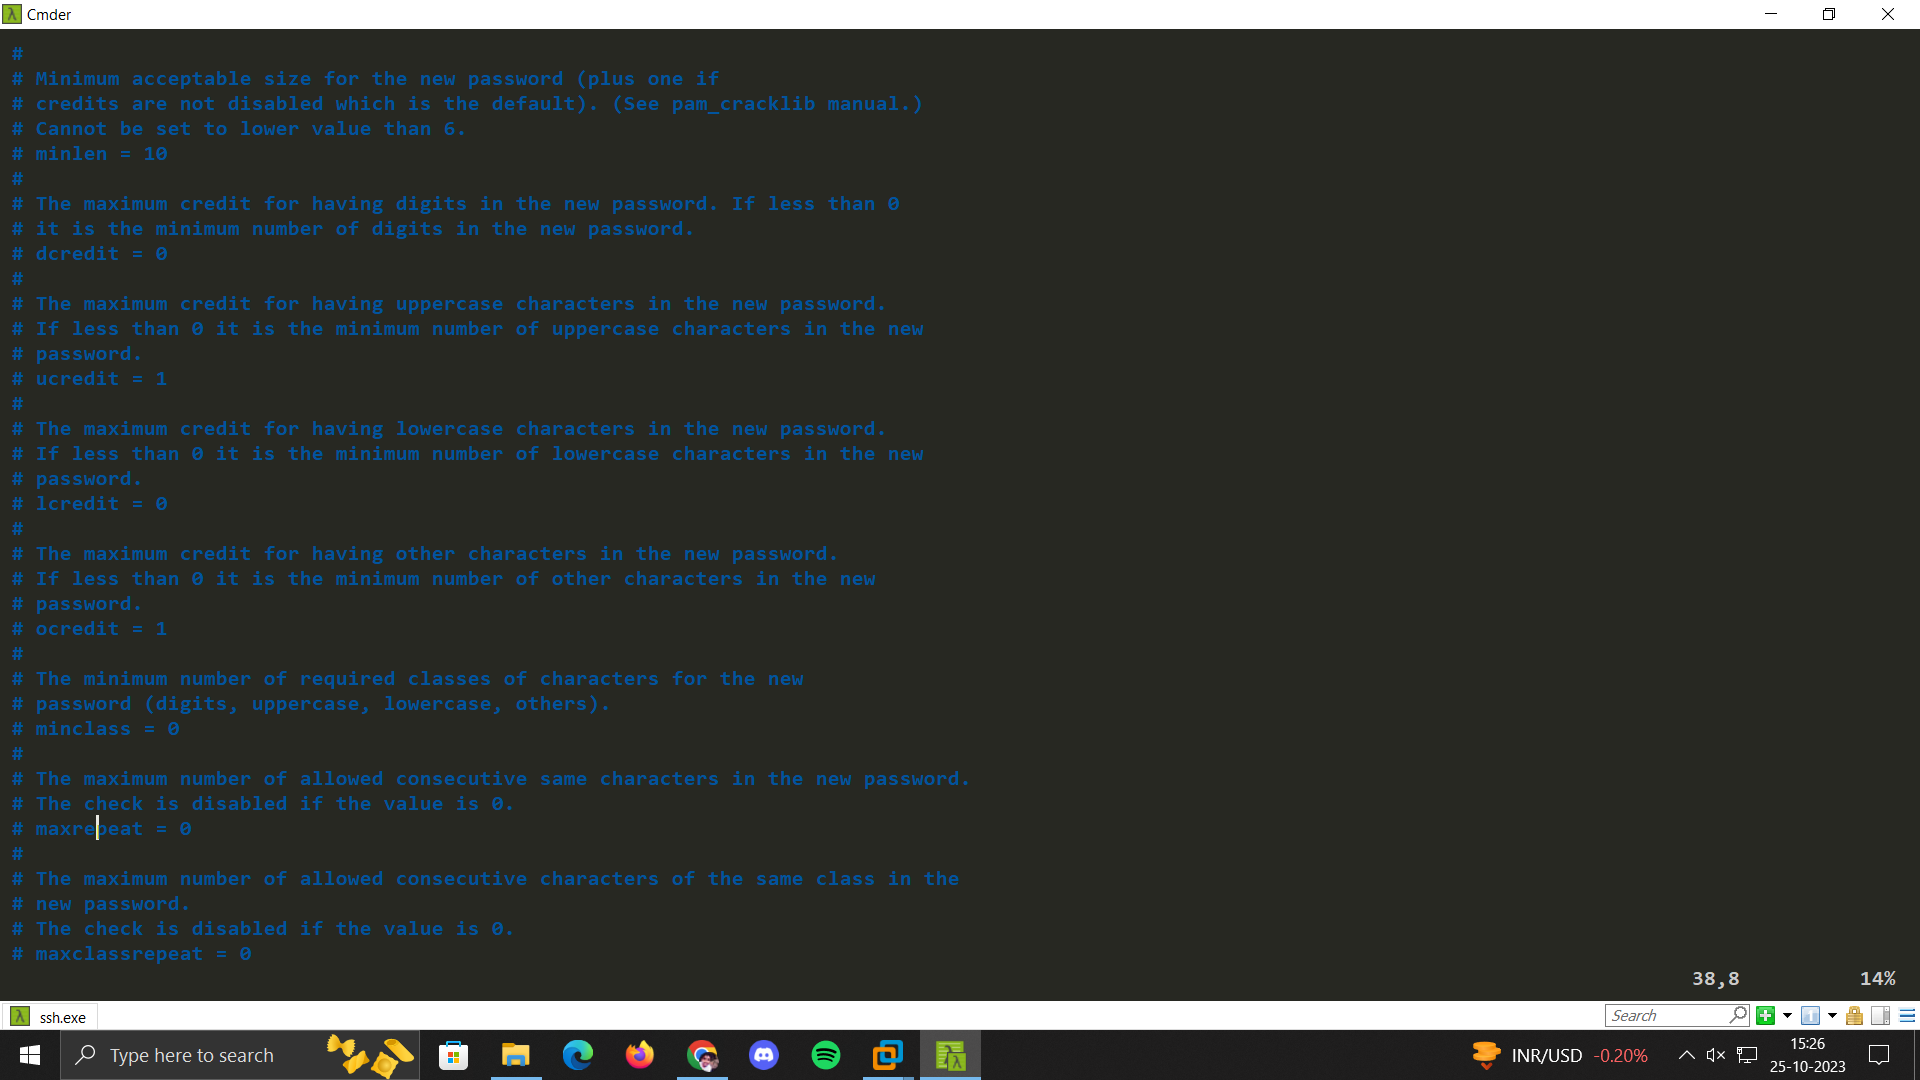 Cmder
#
# Minimum acceptable size for the new password (plus one if
# credits are not disabled which is the default). (See pam_cracklib manual.)
# Cannot be set to lower value than 6.
# minlen = 10
#
# The maximum credit for having digits in the new password. If less than 0
# it is the minimum number of digits in the new password.
# dcredit = 0
#
# The maximum credit for having uppercase characters in the new password.
# If less than 0 it is the minimum number of uppercase characters in the new
# password.
# ucredit = 1
#
# The maximum credit for having lowercase characters in the new password.
# If less than 0 it is the minimum number of lowercase characters in the new
# password.
# lcredit = 0
#
# The maximum credit for having other characters in the new password.
# If less than 0 it is the minimum number of other characters in the new
# password.
# ocredit = 1
#
# The minimum number of required classes of characters for the new
# password (digits, uppercase, lowercase, others).
# minclass = 0
#
# The maximum number of allowed consecutive same characters in the new password.
# The check is disabled if the value is 0.
# maxrepeat = 0
#
# The maximum number of allowed consecutive characters of the same class in the
# new password.
# The check is disabled if the value is 0.
# maxclassrepeat = 0
38,8 14%
ssh.exe Search
Type here to search INR/USD -0.20% 15:26
25-10-2023